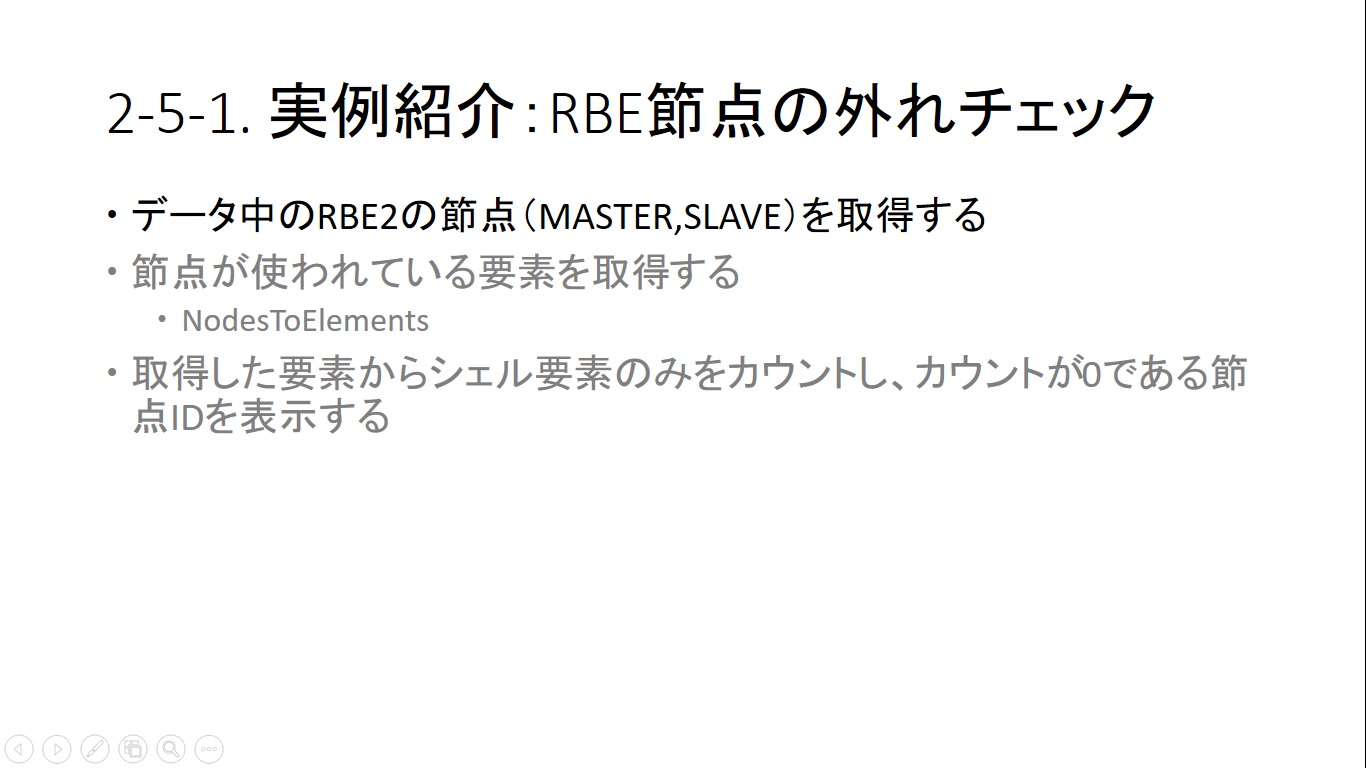 2-5-1. 実例紹介：RBE節点の外れチェック
・データ中のRBE2の節点（MASTER,SLAVE）を取得する
・節点が使われている要素を取得する
・NodesToElements
・取得した要素からシェル要素のみをカウントし、カウントが0である節
点IDを表示する